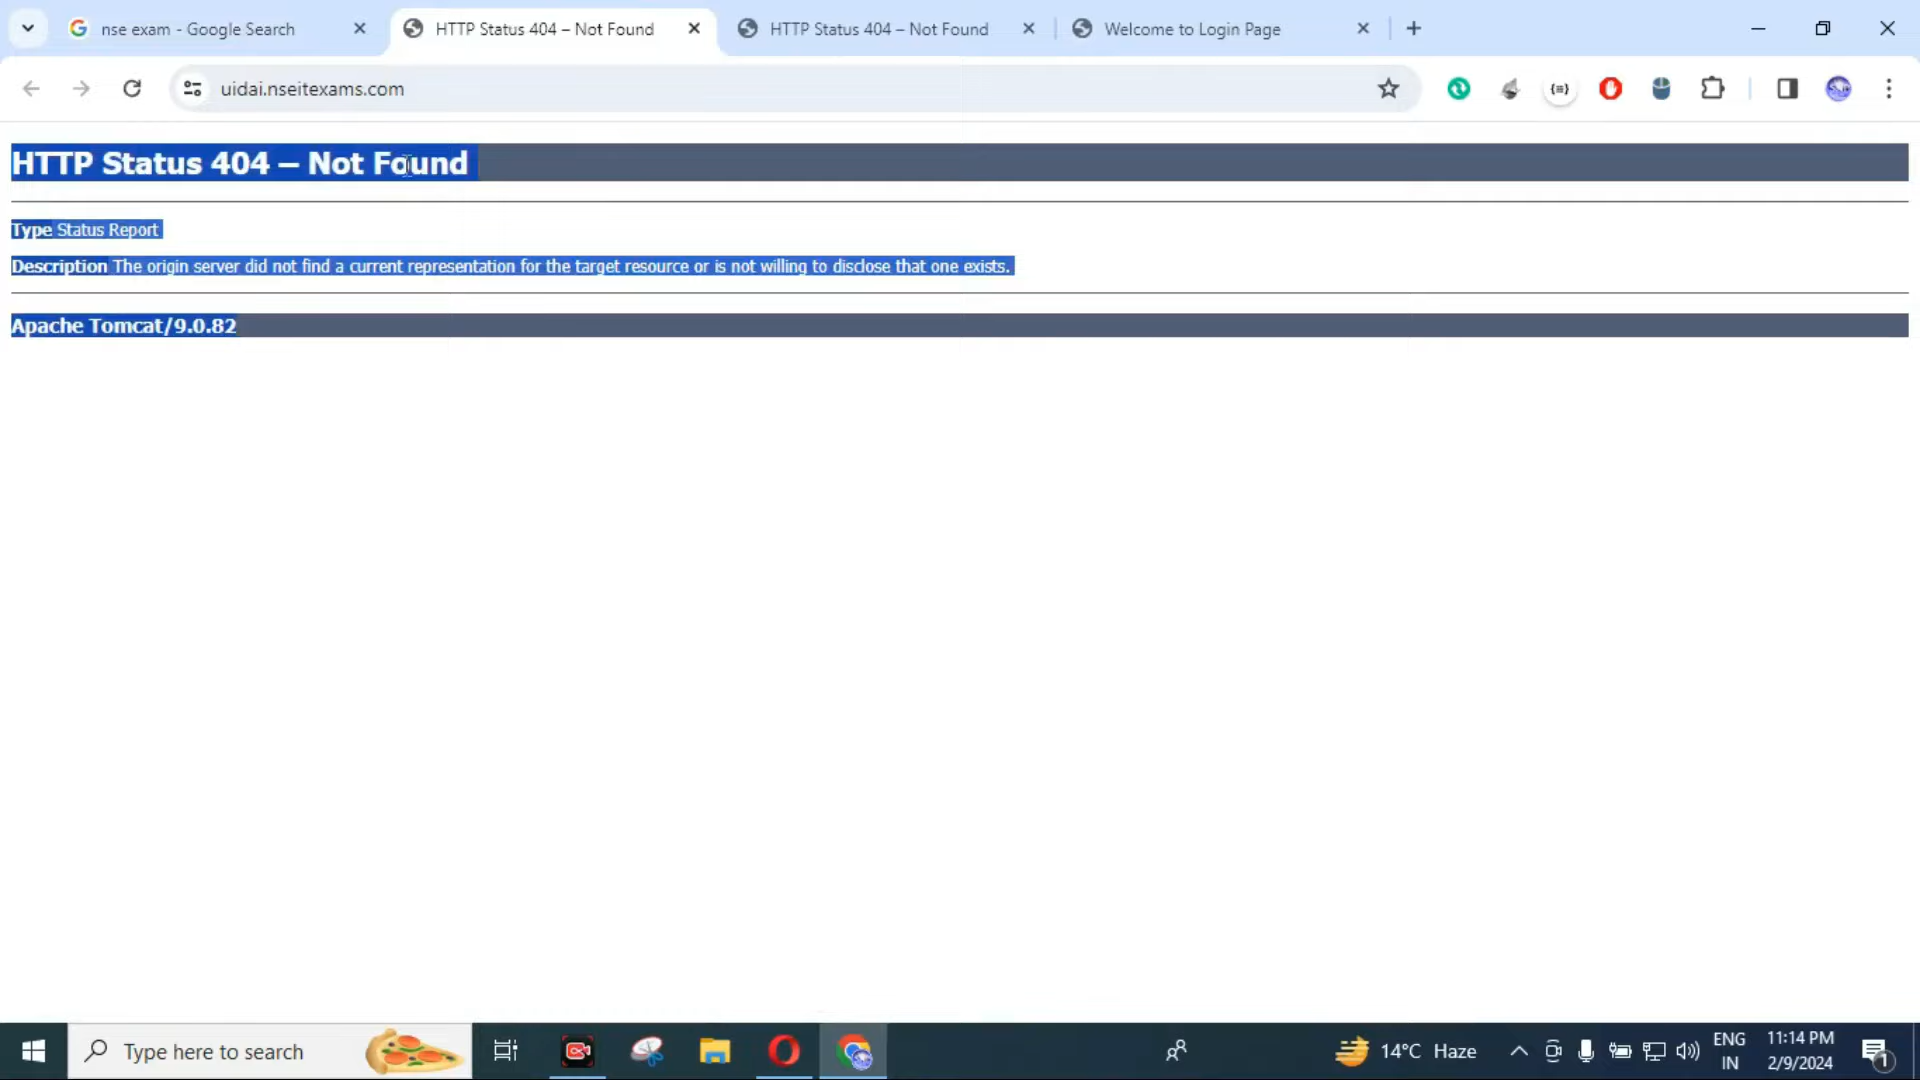 nse exam - Google Search
HTTP Status 404 – Not Found
HTTP Status 404 – Not Found
Welcome to Login Page
uidai.nseitexams.com
HTTP Status 404 – Not Found
Type Status Report
Description The origin server did not find a current representation for the target resource or is not willing to disclose that one exists.
Apache Tomcat/9.0.82
Type here to search
14°C Haze
ENG
IN
11:14 PM
2/9/2024
1